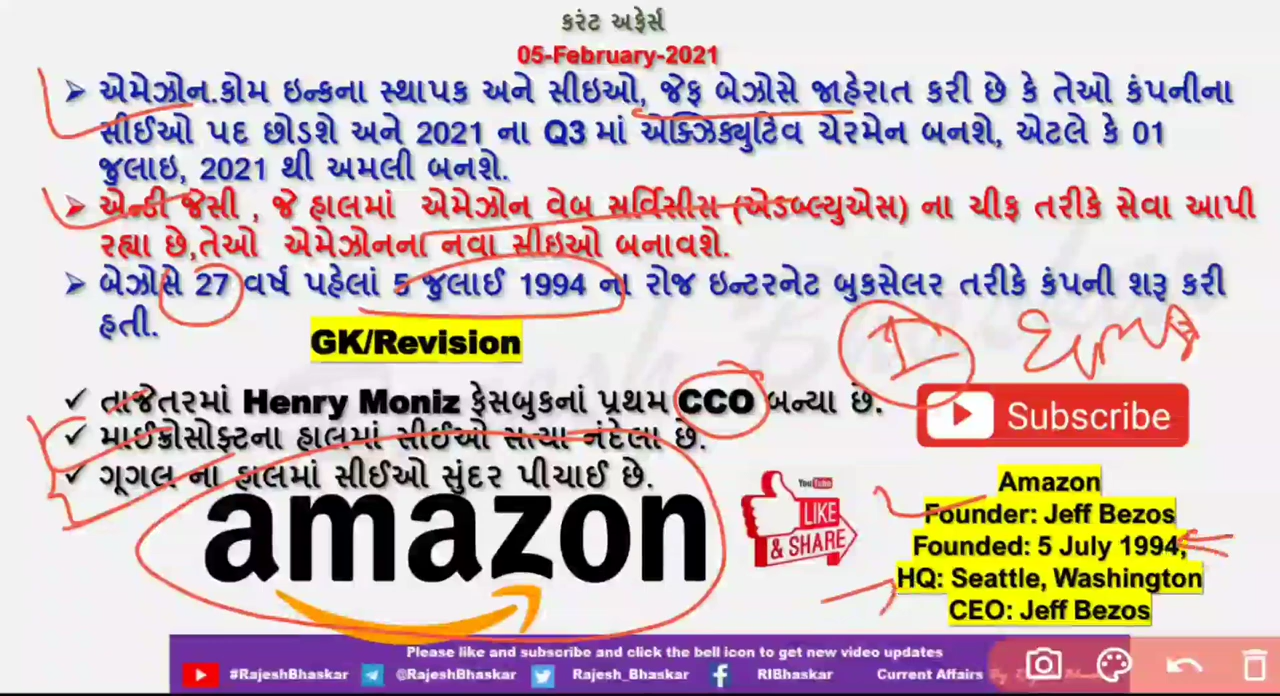 કરંટ અફેર્સ
05-February-2021
➢ એમેઝોન.કોમ ઇન્કના સ્થાપક અને સીઇઓ, જેફ બેઝોસે જાહેરાત કરી છે કે તેઓ કંપનીના
સીઈઓ પદ છોડશે અને 2021 ના Q3 માં એક્ઝિક્યુટિવ ચેરમેન બનશે, એટલે કે 01
જુલાઇ, 2021 થી અમલી બનશે.
➢ એન્ડી જેસી , જે હાલમાં એમેઝોન વેબ સર્વિસીસ (એડબ્લ્યુએસ) ના ચીફ તરીકે સેવા આપી
રહ્યા છે,તેઓ એમેઝોનના નવા સીઇઓ બનાવશે.
➢ બેઝોસે 27 વર્ષ પહેલાં 5 જુલાઈ 1994 ના રોજ ઇન્ટરનેટ બુકસેલર તરીકે કંપની શરૂ કરી
હતી.
GK/Revision
✓ તાજેતરમાં Henry Moniz ફેસબુકનાં પ્રથમ CCO બન્યા છે.
✓ માઈક્રોસોફ્ટના હાલમાં સીઈઓ સત્યા નંદેલા છે.
✓ ગૂગલ ના હાલમાં સીઈઓ સુંદર પીચાઈ છે.
amazon
YouTube
LIKE
& SHARE
Subscribe
Amazon
Founder: Jeff Bezos
Founded: 5 July 1994,
HQ: Seattle, Washington
CEO: Jeff Bezos
Please like and subscribe and click the bell icon to get new video updates
#RajeshBhaskar @RajeshBhaskar Rajesh_Bhaskar RIBhaskar Current Affairs By